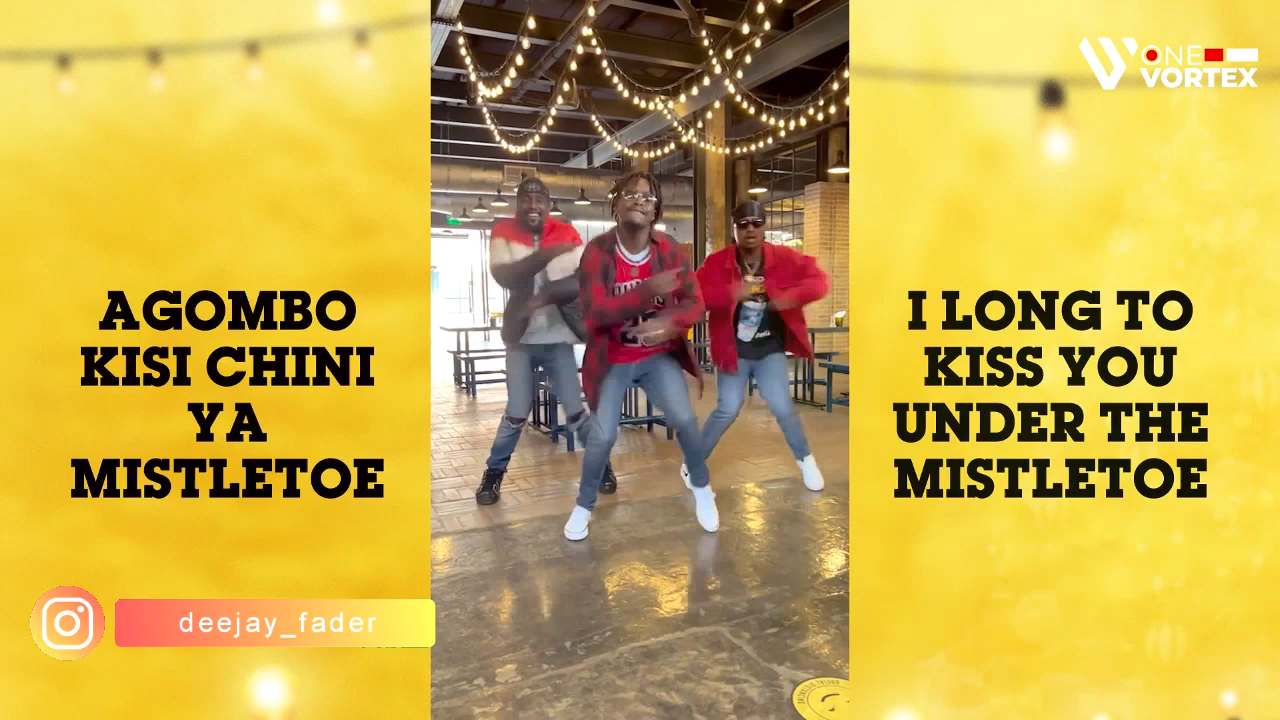 ONE
VORTEX
AGOMBO
KISI CHINI
YA
MISTLETOE
I LONG TO
KISS YOU
UNDER THE
MISTLETOE
deejay_fader